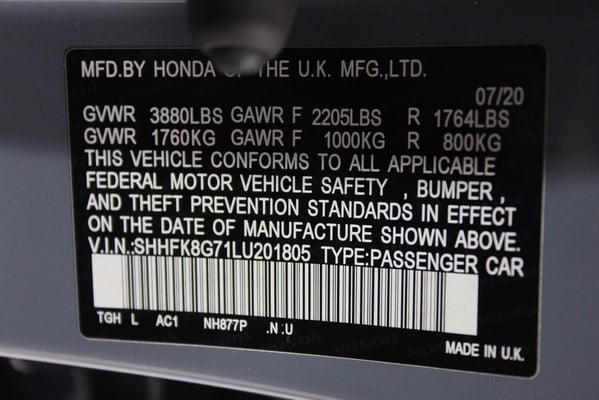 MFD.BY HONDA OF THE U.K. MFG.,LTD.
07/20
GVWR 3880LBS GAWR F 2205LBS R 1764LBS
GVWR 1760KG GAWR F 1000KG R 800KG
THIS VEHICLE CONFORMS TO ALL APPLICABLE
FEDERAL MOTOR VEHICLE SAFETY , BUMPER ,
AND THEFT PREVENTION STANDARDS IN EFFECT
ON THE DATE OF MANUFACTURE SHOWN ABOVE.
V.I.N.:SHHFK8G71LU201805 TYPE:PASSENGER CAR
TGH L AC1 NH877P .N .U
HONDA HONDA
MADE IN U.K.